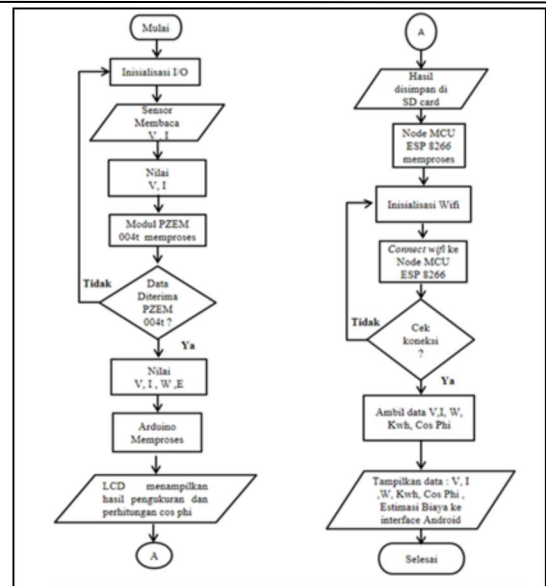 Mulai
Inisialisasi I/O
Sensor
Membaca
V , I
Nilai
V, I
Modul PZEM
004t memproses
Tidak
Data
Diterima
PZEM
004t ?
Ya
Nilai
V, I , W ,E
Arduino
Memproses
LCD menampilkan
hasil pengukuran dan
perhitungan cos phi
A
A
Hasil
disimpan di
SD card
Node MCU
ESP 8266
memproses
Inisialisasi Wifi
Connect wifi ke
Node MCU
ESP 8266
Tidak
Cek
koneksi
?
Ya
Ambil data V,I, W,
Kwh, Cos Phi
Tampilkan data : V, I
,W, Kwh, Cos Phi ,
Estimasi Biaya ke
interface Android
Selesai